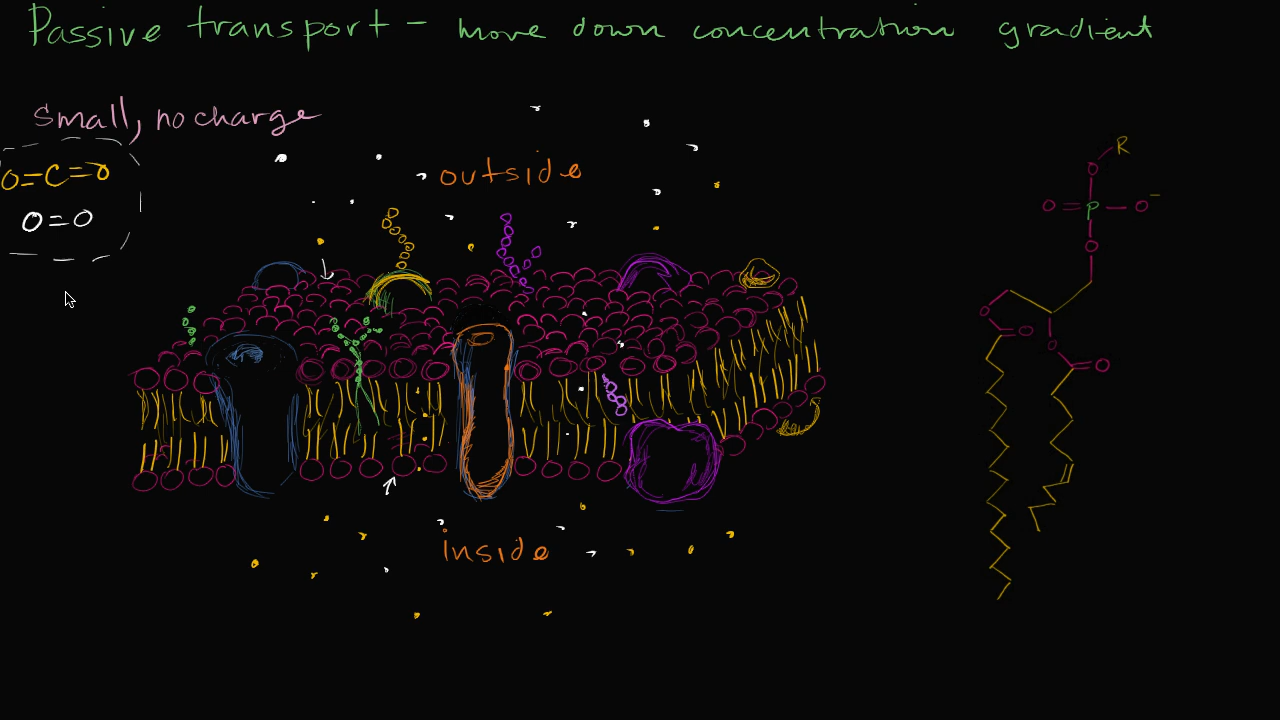 Passive transport - move down concentration gradient
small, no charge
O=C=O
O=O
outside
inside
R
O
O=P-O⁻
O
O
O
O
O